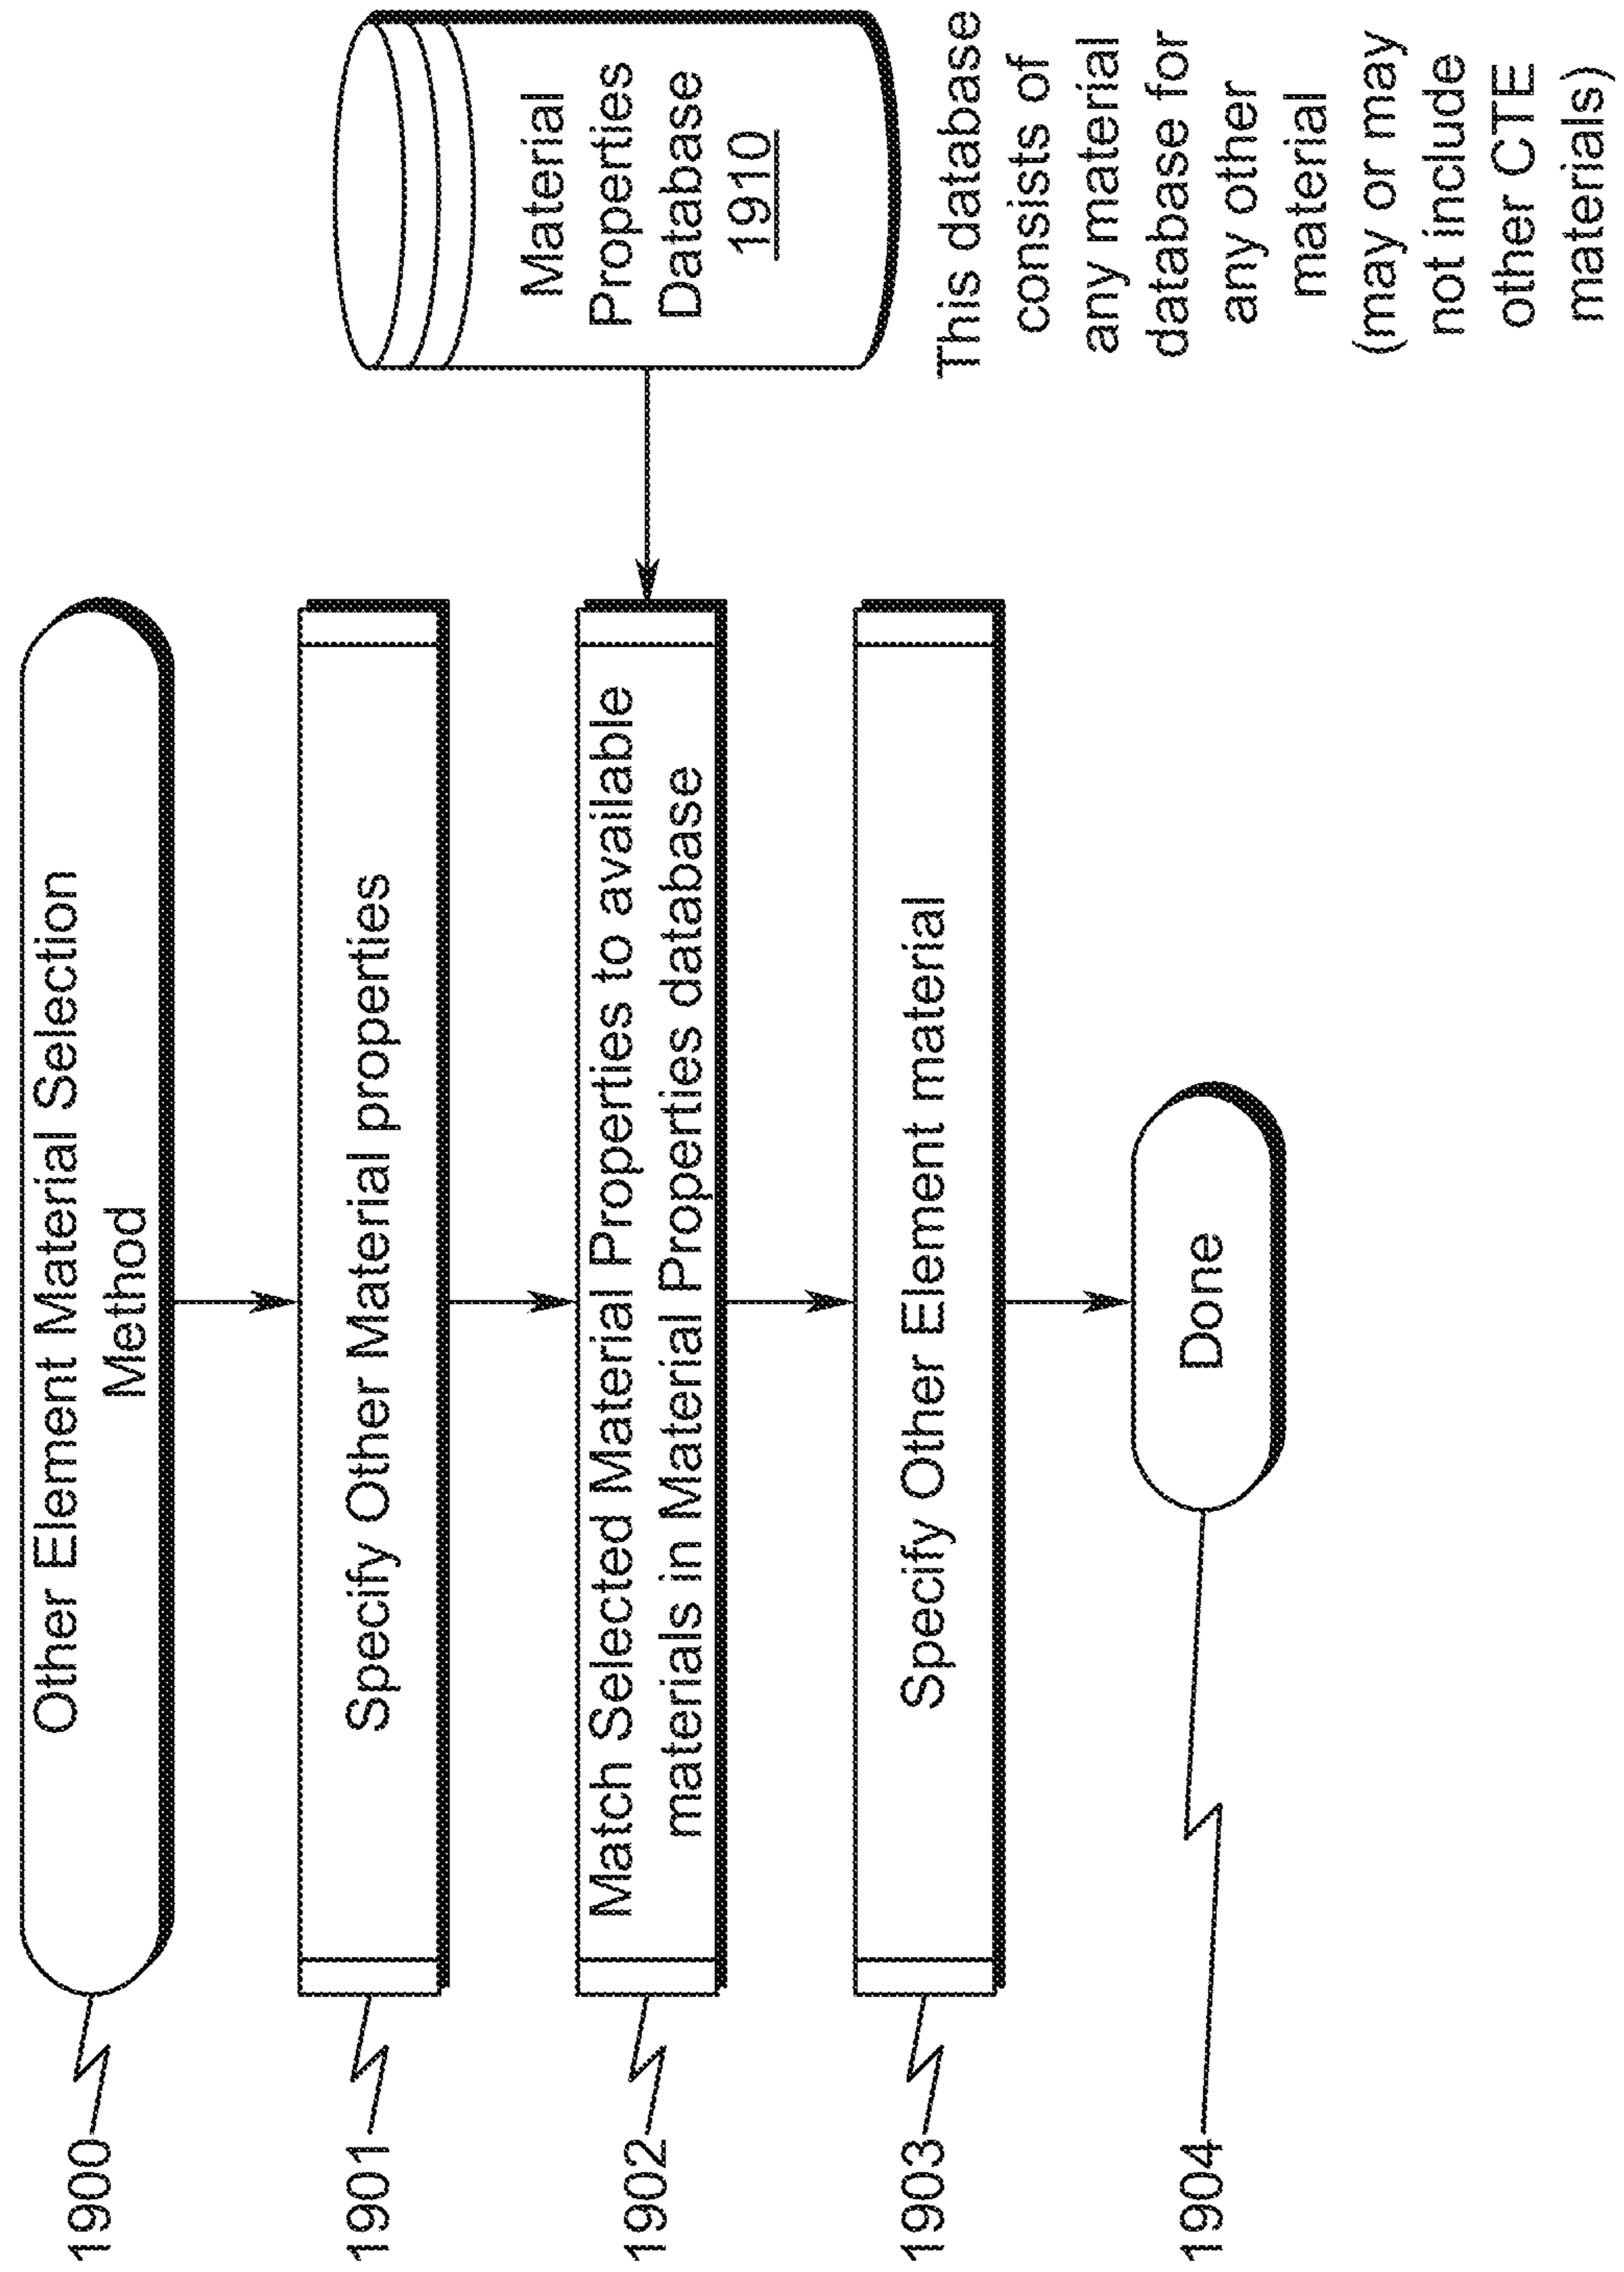 1900
Other Element Material Selection
Method
1901
Specify Other Material properties
1902
Match Selected Material Properties to available
materials in Material Properties database
Material
Properties
Database
1910
This database
consists of
any material
database for
any other
material
(may or may
not include
other CTE
materials)
1903
Specify Other Element material
1904
Done